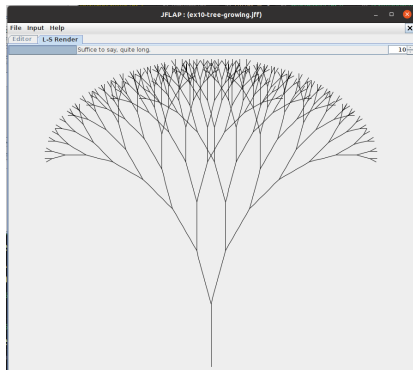 JFLAP : (ex10-tree-growing.jff)
File Input Help
Editor L-S Render
Suffice to say, quite long. 10